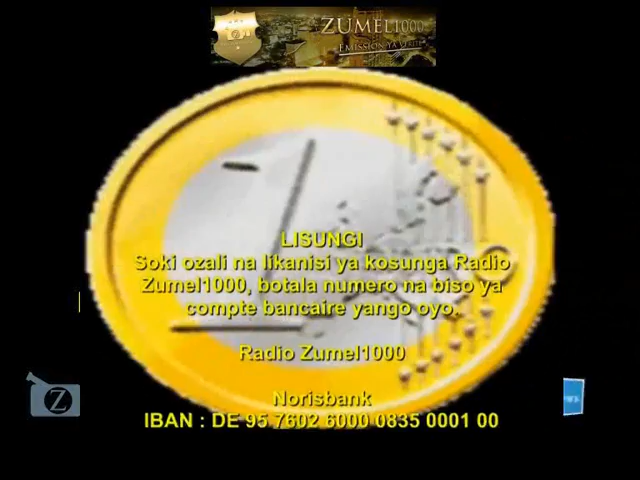 ZUMEL1000
EMISSION YA VERITE
LISUNGI
Soki ozali na likanisi ya kosunga Radio
Zumel1000, botala numero na biso ya
compte bancaire yango oyo.
Radio Zumel1000
Norisbank
Z
IBAN : DE 95 7602 6000 0835 0001 00